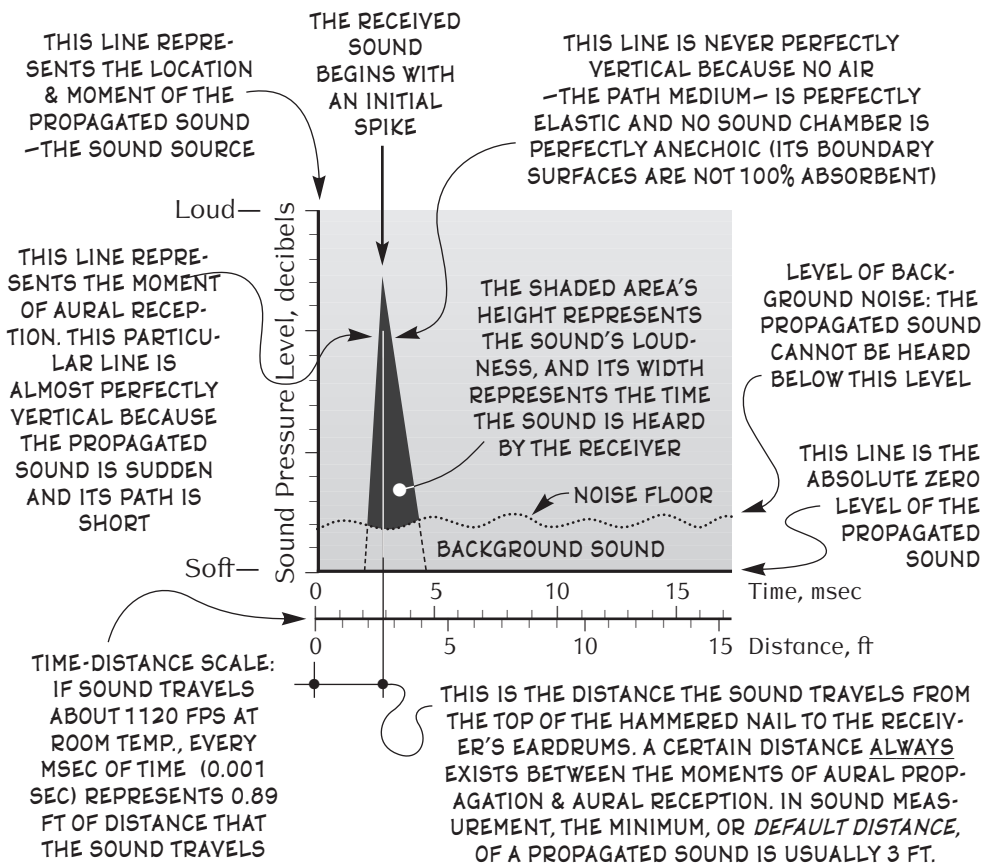 THIS LINE REPRE-
SENTS THE LOCATION
& MOMENT OF THE
PROPAGATED SOUND
–THE SOUND SOURCE
THE RECEIVED
SOUND
BEGINS WITH
AN INITIAL
SPIKE
THIS LINE IS NEVER PERFECTLY
VERTICAL BECAUSE NO AIR
–THE PATH MEDIUM– IS PERFECTLY
ELASTIC AND NO SOUND CHAMBER IS
PERFECTLY ANECHOIC (ITS BOUNDARY
SURFACES ARE NOT 100% ABSORBENT)
Loud
Sound Pressure Level, decibels
Soft
THIS LINE REPRE-
SENTS THE MOMENT
OF AURAL RECEP-
TION. THIS PARTICU-
LAR LINE IS
ALMOST PERFECTLY
VERTICAL BECAUSE
THE PROPAGATED
SOUND IS SUDDEN
AND ITS PATH IS
SHORT
THE SHADED AREA'S
HEIGHT REPRESENTS
THE SOUND'S LOUD-
NESS, AND ITS WIDTH
REPRESENTS THE TIME
THE SOUND IS HEARD
BY THE RECEIVER
NOISE FLOOR
BACKGROUND SOUND
LEVEL OF BACK-
GROUND NOISE: THE
PROPAGATED SOUND
CANNOT BE HEARD
BELOW THIS LEVEL
THIS LINE IS THE
ABSOLUTE ZERO
LEVEL OF THE
PROPAGATED
SOUND
0 5 10 15 Time, msec
0 5 10 15 Distance, ft
TIME-DISTANCE SCALE:
IF SOUND TRAVELS
ABOUT 1120 FPS AT
ROOM TEMP., EVERY
MSEC OF TIME (0.001
SEC) REPRESENTS 0.89
FT OF DISTANCE THAT
THE SOUND TRAVELS
THIS IS THE DISTANCE THE SOUND TRAVELS FROM
THE TOP OF THE HAMMERED NAIL TO THE RECEIV-
ER'S EARDRUMS. A CERTAIN DISTANCE ALWAYS
EXISTS BETWEEN THE MOMENTS OF AURAL PROP-
AGATION & AURAL RECEPTION. IN SOUND MEAS-
UREMENT, THE MINIMUM, OR DEFAULT DISTANCE,
OF A PROPAGATED SOUND IS USUALLY 3 FT.